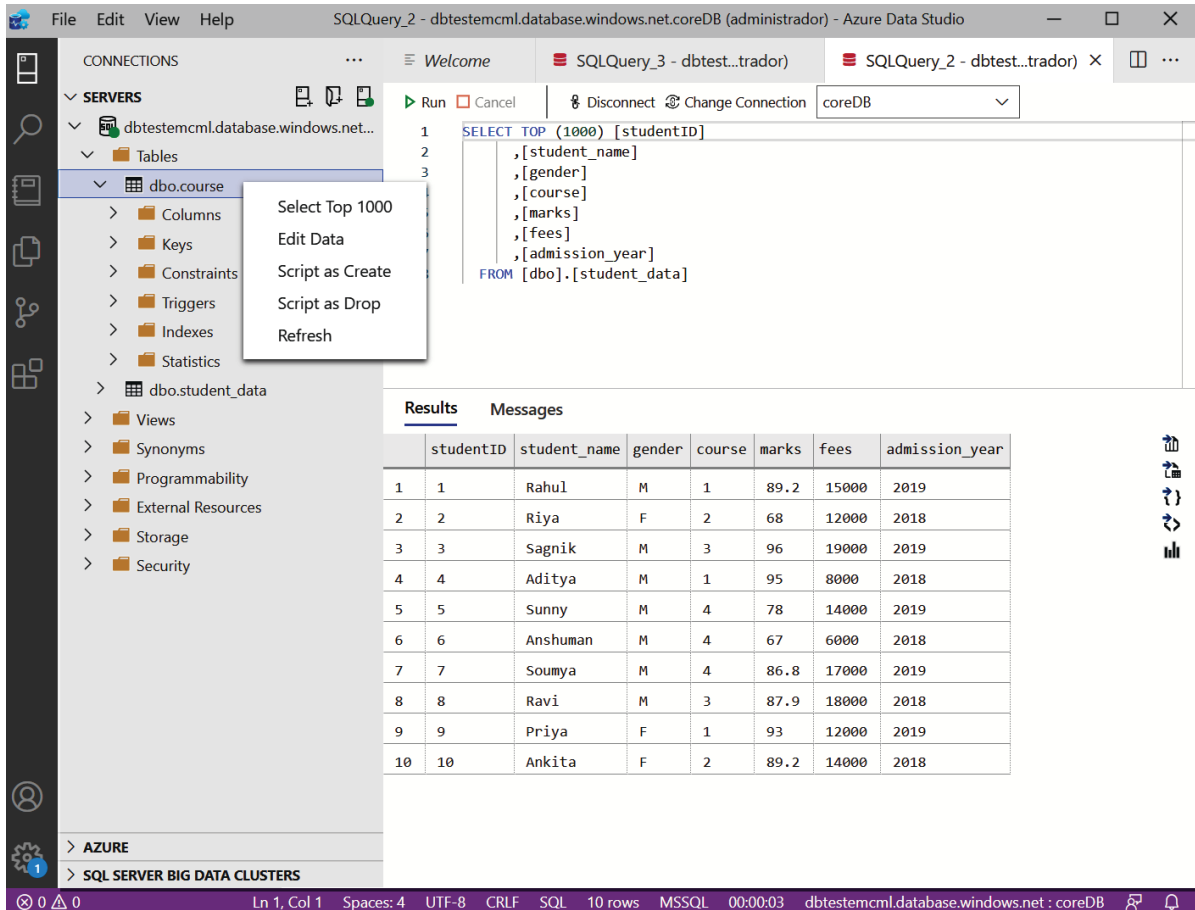 File Edit View Help SQLQuery_2 - dbtestemcml.database.windows.net.coreDB (administrador) - Azure Data Studio
CONNECTIONS
SERVERS
dbtestemcml.database.windows.net...
Tables
dbo.course
Columns
Keys
Constraints
Triggers
Indexes
Statistics
dbo.student_data
Views
Synonyms
Programmability
External Resources
Storage
Security
AZURE
SQL SERVER BIG DATA CLUSTERS
Select Top 1000
Edit Data
Script as Create
Script as Drop
Refresh
Welcome SQLQuery_3 - dbtest...trador) SQLQuery_2 - dbtest...trador)
Run Cancel Disconnect Change Connection coreDB
1 SELECT TOP (1000) [studentID]
2 ,[student_name]
3 ,[gender]
,[course]
,[marks]
,[fees]
,[admission_year]
FROM [dbo].[student_data]
Results Messages
studentID student_name gender course marks fees admission_year
1 1 Rahul M 1 89.2 15000 2019
2 2 Riya F 2 68 12000 2018
3 3 Sagnik M 3 96 19000 2019
4 4 Aditya M 1 95 8000 2018
5 5 Sunny M 4 78 14000 2019
6 6 Anshuman M 4 67 6000 2018
7 7 Soumya M 4 86.8 17000 2019
8 8 Ravi M 3 87.9 18000 2018
9 9 Priya F 1 93 12000 2019
10 10 Ankita F 2 89.2 14000 2018
1
0 0 Ln 1, Col 1 Spaces: 4 UTF-8 CRLF SQL 10 rows MSSQL 00:00:03 dbtestemcml.database.windows.net : coreDB